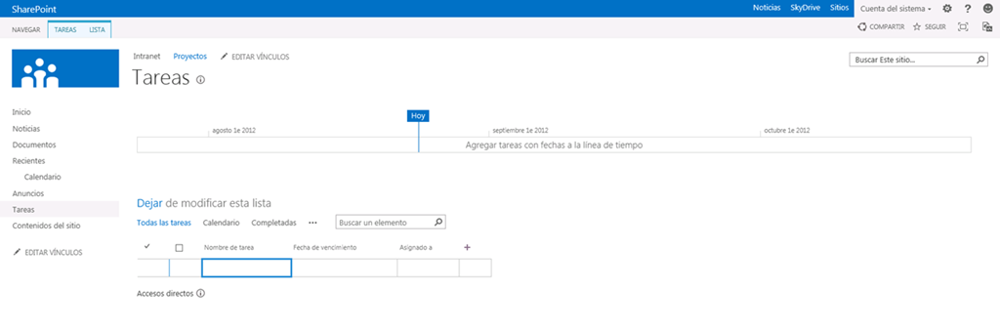 SharePoint Noticias SkyDrive Sitios Cuenta del sistema
NAVEGAR TAREAS LISTA COMPARTIR SEGUIR
Intranet Proyectos EDITAR VÍNCULOS
Buscar Este sitio...
Tareas
Inicio
Noticias
Documentos
Recientes
Calendario
Anuncios
Tareas
Contenidos del sitio
EDITAR VÍNCULOS
Hoy
agosto 1e 2012 septiembre 1e 2012 octubre 1e 2012
Agregar tareas con fechas a la línea de tiempo
Dejar de modificar esta lista
Todas las tareas Calendario Completadas ••• Buscar un elemento
Nombre de tarea Fecha de vencimiento Asignado a +
Accesos directos